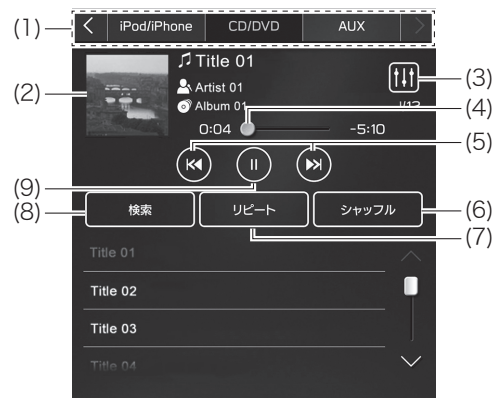 (1) iPod/iPhone CD/DVD AUX
(2) Title 01 (3)
Artist 01
Album 01 (4)
0:04 -5:10
(5)
(9)
(8) 検索 リピート シャッフル (6)
(7)
Title 01
Title 02
Title 03
Title 04